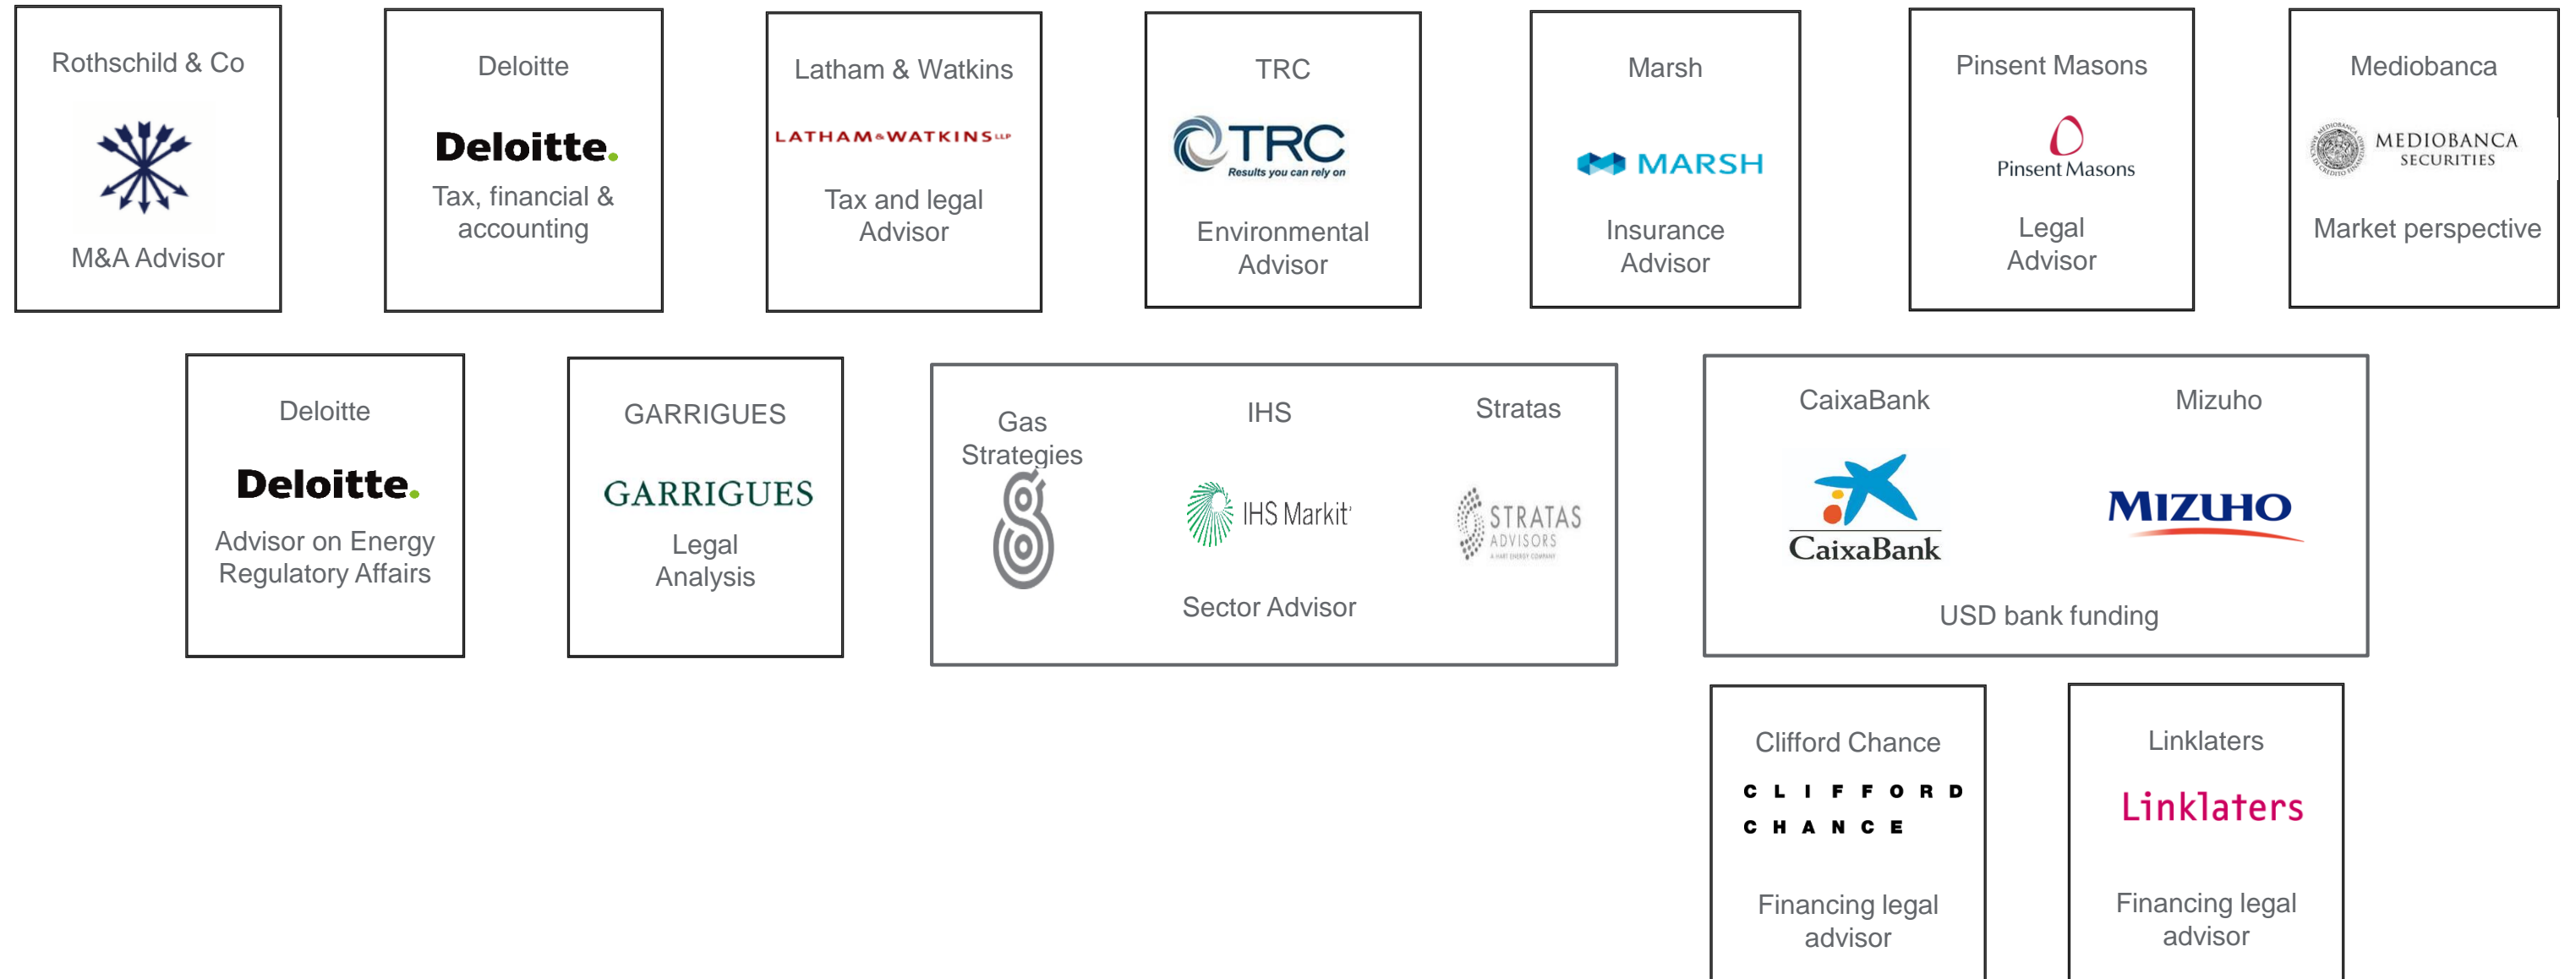 Rothschild & Co
M&A Advisor
Deloitte
Deloitte.
Tax, financial &
accounting
Latham & Watkins
LATHAM&WATKINS LLP
Tax and legal
Advisor
TRC
TRC
Results you can rely on
Environmental
Advisor
Marsh
MARSH
Insurance
Advisor
Pinsent Masons
Pinsent Masons
Legal
Advisor
Mediobanca
MEDIOBANCA
SECURITIES
Market perspective
Deloitte
Deloitte.
Advisor on Energy
Regulatory Affairs
GARRIGUES
GARRIGUES
Legal
Analysis
Gas
Strategies
IHS
IHS Markit
Stratas
STRATAS
ADVISORS
A HART ENERGY COMPANY
Sector Advisor
CaixaBank
CaixaBank
Mizuho
MIZUHO
USD bank funding
Clifford Chance
CLIFFORD
CHANCE
Financing legal
advisor
Linklaters
Linklaters
Financing legal
advisor